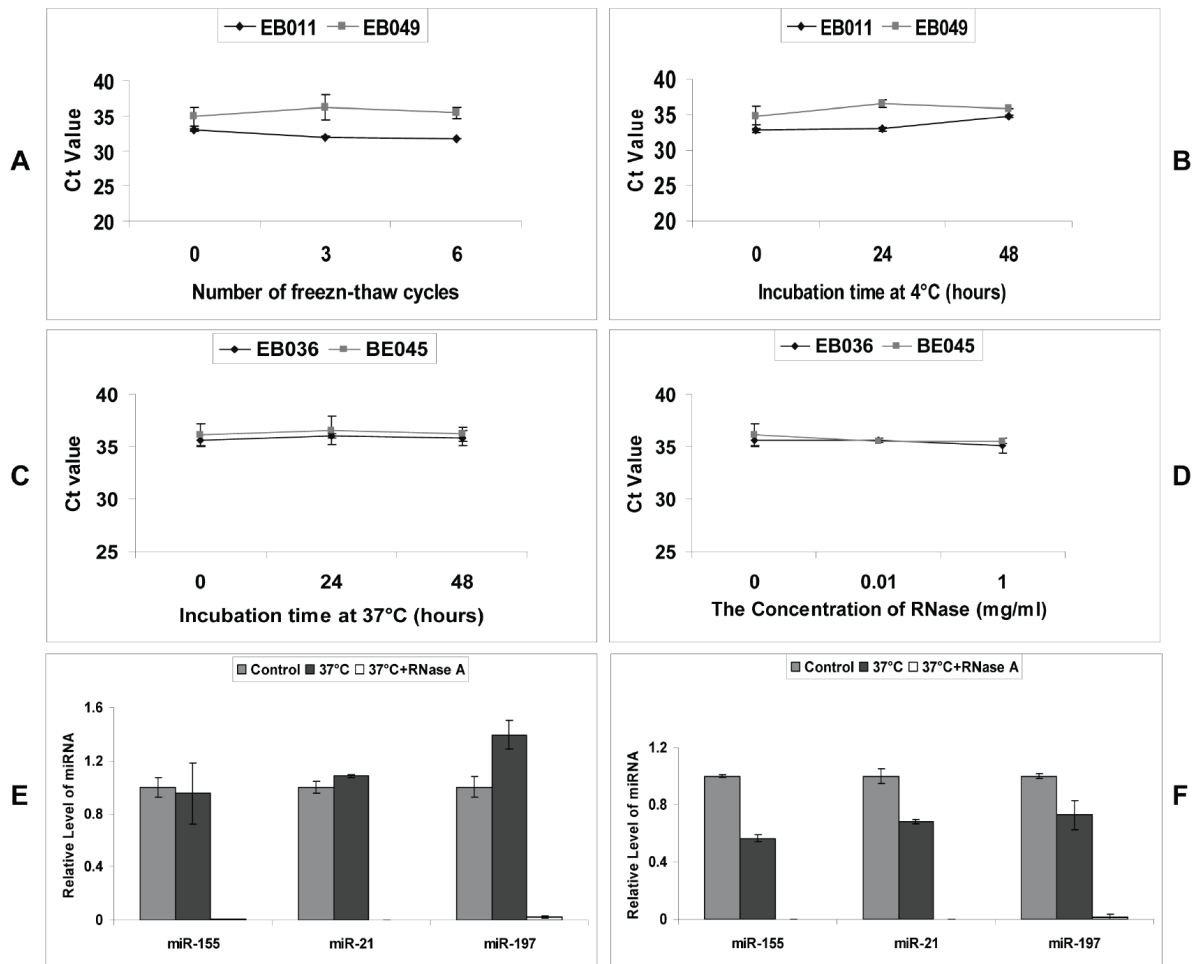 A
EB011 EB049
Ct Value
40
35
30
25
20
0 3 6
Number of freezn-thaw cycles
B
EB011 EB049
Ct Value
40
35
30
25
20
0 24 48
Incubation time at 4°C (hours)
C
EB036 BE045
Ct value
40
35
30
25
0 24 48
Incubation time at 37°C (hours)
D
EB036 BE045
Ct Value
40
35
30
25
0 0.01 1
The Concentration of RNase (mg/ml)
E
Control 37°C 37°C+RNase A
Relative Level of miRNA
1.6
1.2
0.8
0.4
0
miR-155 miR-21 miR-197
F
Control 37°C 37°C+RNase A
Relative Level of miRNA
1.2
0.8
0.4
0
miR-155 miR-21 miR-197